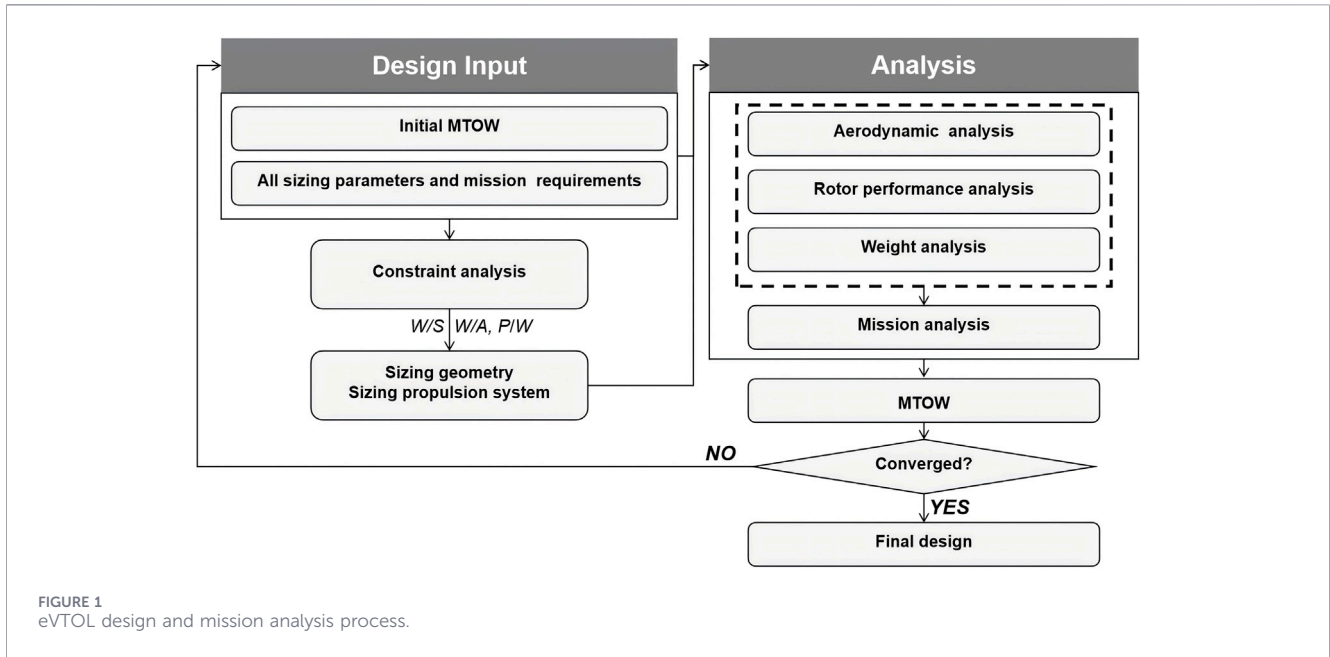 Design Input
Initial MTOW
All sizing parameters and mission requirements
Constraint analysis
W/S W/A, P/W
Sizing geometry
Sizing propulsion system
Analysis
Aerodynamic analysis
Rotor performance analysis
Weight analysis
Mission analysis
MTOW
Converged?
NO
YES
Final design
FIGURE 1
eVTOL design and mission analysis process.